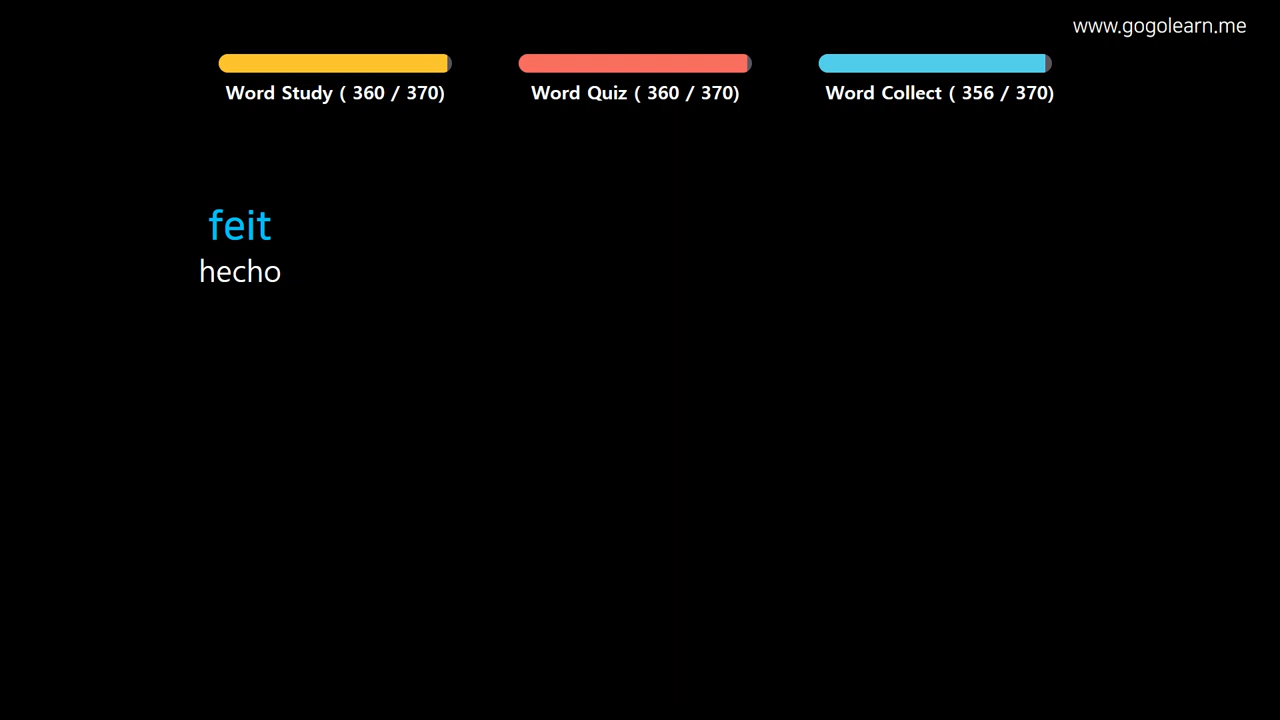 www.gogolearn.me
Word Study ( 360 / 370)
Word Quiz ( 360 / 370)
Word Collect ( 356 / 370)
feit
hecho